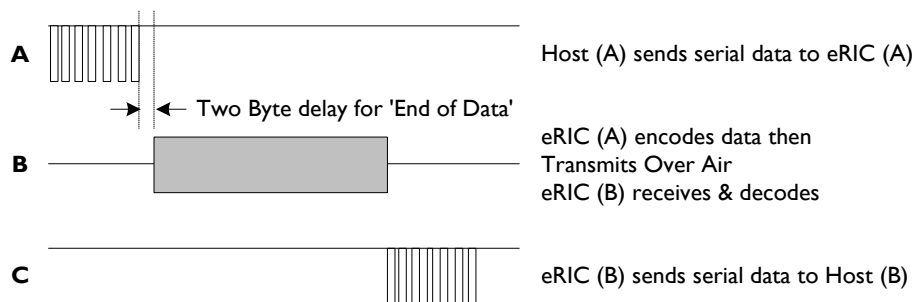 A
Host (A) sends serial data to eRIC (A)
Two Byte delay for 'End of Data'
B
eRIC (A) encodes data then
Transmits Over Air
eRIC (B) receives & decodes
C
eRIC (B) sends serial data to Host (B)